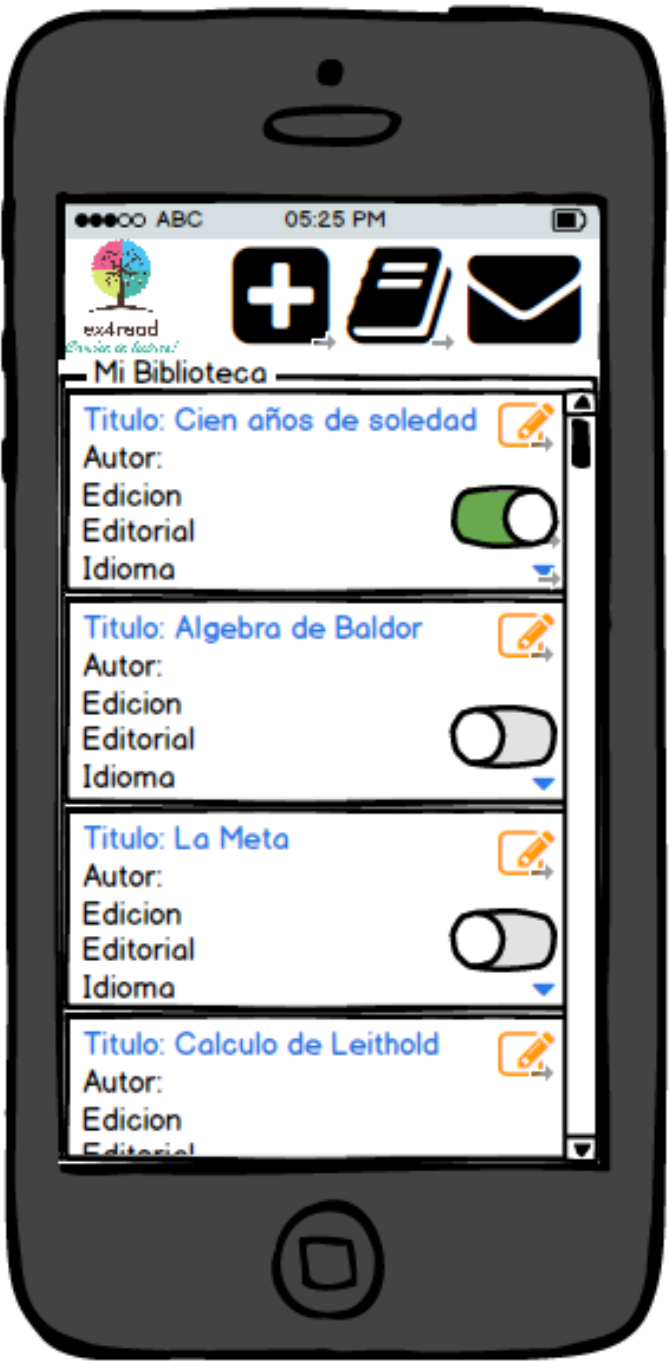 ABC 05:25 PM
ex4read
Mi Biblioteca
Titulo: Cien años de soledad
Autor:
Edicion
Editorial
Idioma
Titulo: Algebra de Baldor
Autor:
Edicion
Editorial
Idioma
Titulo: La Meta
Autor:
Edicion
Editorial
Idioma
Titulo: Calculo de Leithold
Autor:
Edicion
Editorial